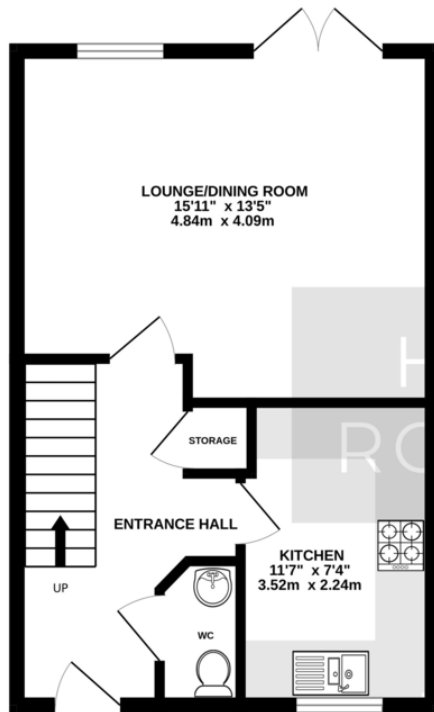 LOUNGE/DINING ROOM
15'11" x 13'5"
4.84m x 4.09m
STORAGE
ENTRANCE HALL
KITCHEN
11'7" x 7'4"
3.52m x 2.24m
UP
WC